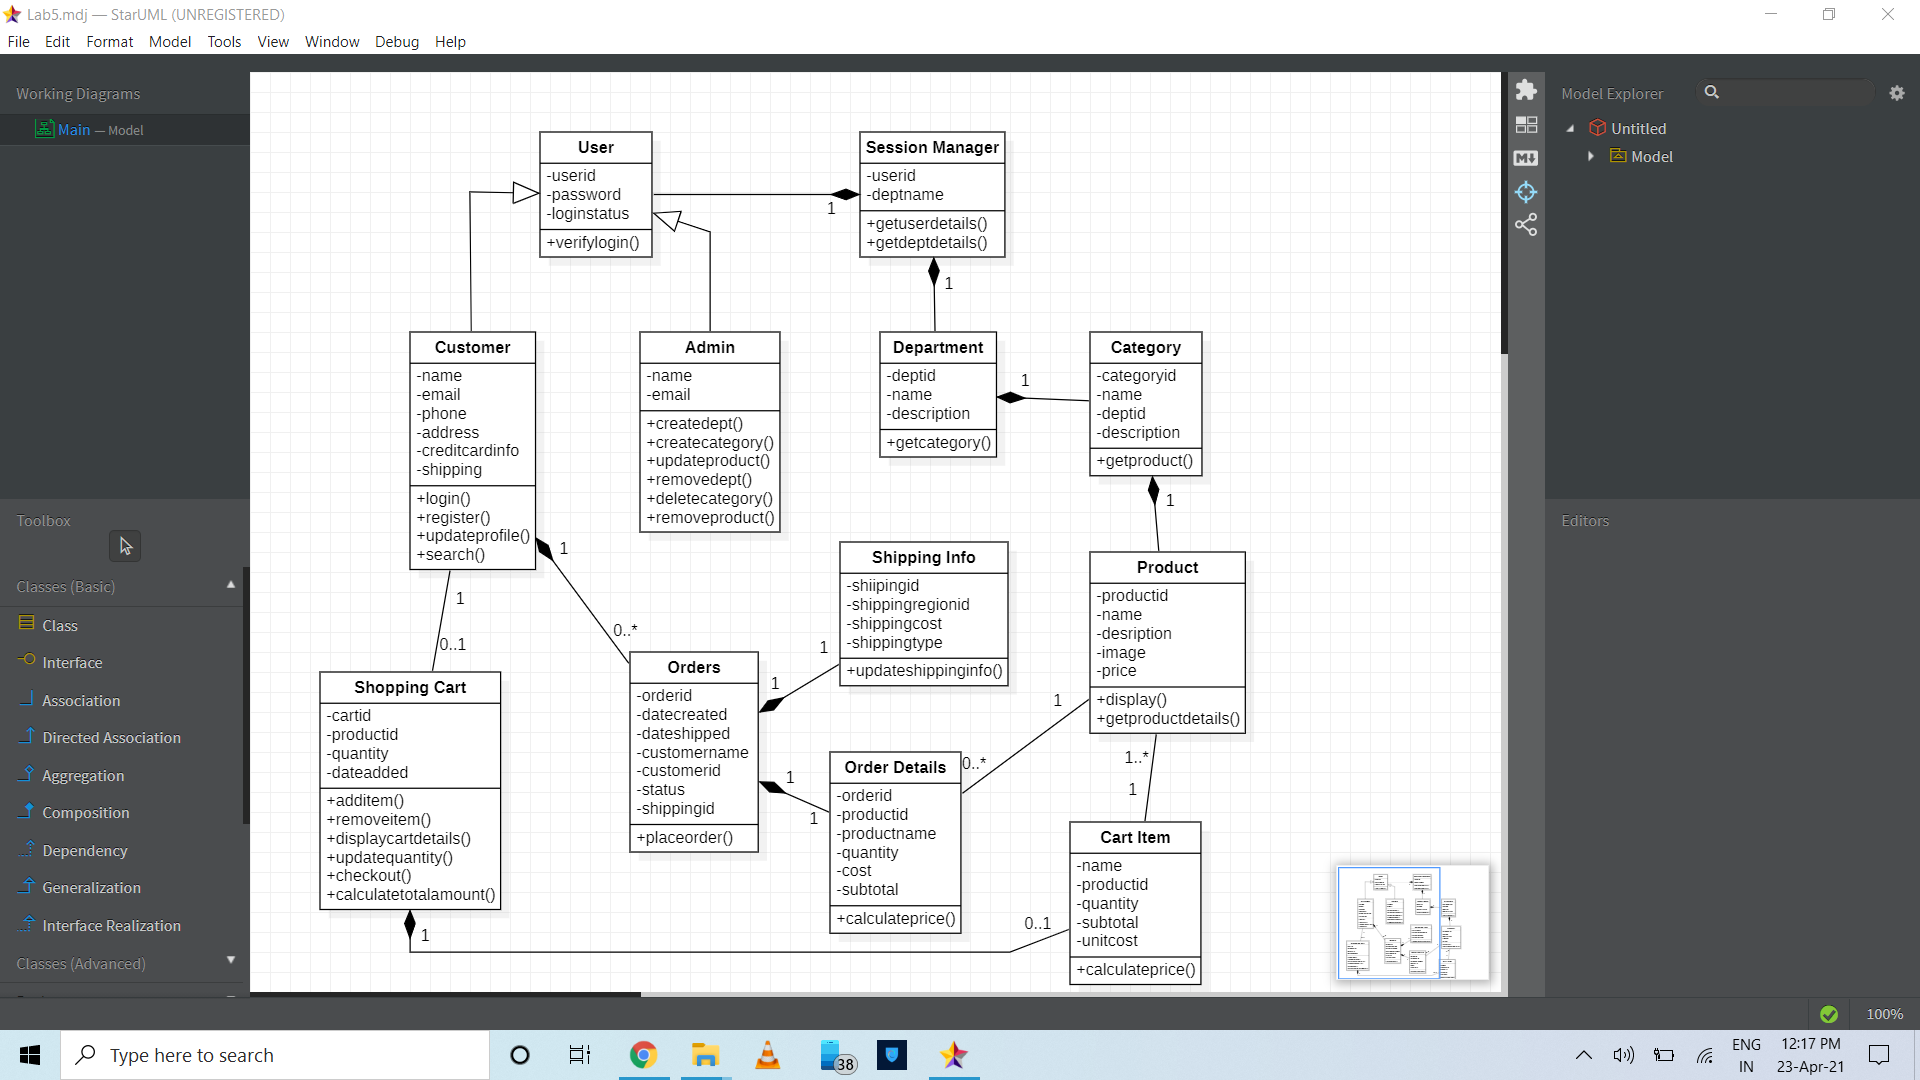 Lab5.mdj — StarUML (UNREGISTERED)
File Edit Format Model Tools View Window Debug Help
Working Diagrams
Main — Model
Toolbox
Classes (Basic)
Class
Interface
Association
Directed Association
Aggregation
Composition
Dependency
Generalization
Interface Realization
Classes (Advanced)
User
-userid
-password
-loginstatus
+verifylogin()
1
Session Manager
-userid
-deptname
+getuserdetails()
+getdeptdetails()
1
Customer
-name
-email
-phone
-address
-creditcardinfo
-shipping
+login()
+register()
+updateprofile()
+search()
1
0..*
1
0..1
Admin
-name
-email
+createdept()
+createcategory()
+updateproduct()
+removedept()
+deletecategory()
+removeproduct()
Department
-deptid
-name
-description
+getcategory()
1
Category
-categoryid
-name
-deptid
-description
+getproduct()
1
Shipping Info
-shiipingid
-shippingregionid
-shippingcost
-shippingtype
+updateshippinginfo()
1
1
Product
-productid
-name
-desription
-image
-price
+display()
+getproductdetails()
1
0..*
1..*
1
Shopping Cart
-cartid
-productid
-quantity
-dateadded
+additem()
+removeitem()
+displaycartdetails()
+updatequantity()
+checkout()
+calculatetotalamount()
1
0..1
Orders
-orderid
-datecreated
-dateshipped
-customername
-customerid
-status
-shippingid
+placeorder()
1
1
Order Details
-orderid
-productid
-productname
-quantity
-cost
-subtotal
+calculateprice()
Cart Item
-name
-productid
-quantity
-subtotal
-unitcost
+calculateprice()
Model Explorer
Untitled
Model
Editors
100%
Type here to search
38
ENG
IN
12:17 PM
23-Apr-21